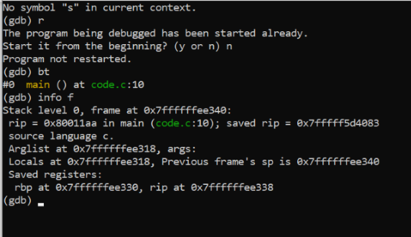 No symbol "s" in current context.
(gdb) r
The program being debugged has been started already.
Start it from the beginning? (y or n) n
Program not restarted.
(gdb) bt
#0  main () at code.c:10
(gdb) info f
Stack level 0, frame at 0x7ffffffee340:
 rip = 0x80011aa in main (code.c:10); saved rip = 0x7fffff5d4083
 source language c.
 Arglist at 0x7ffffffee318, args:
 Locals at 0x7ffffffee318, Previous frame's sp is 0x7ffffffee340
 Saved registers:
  rbp at 0x7ffffffee330, rip at 0x7ffffffee338
(gdb)